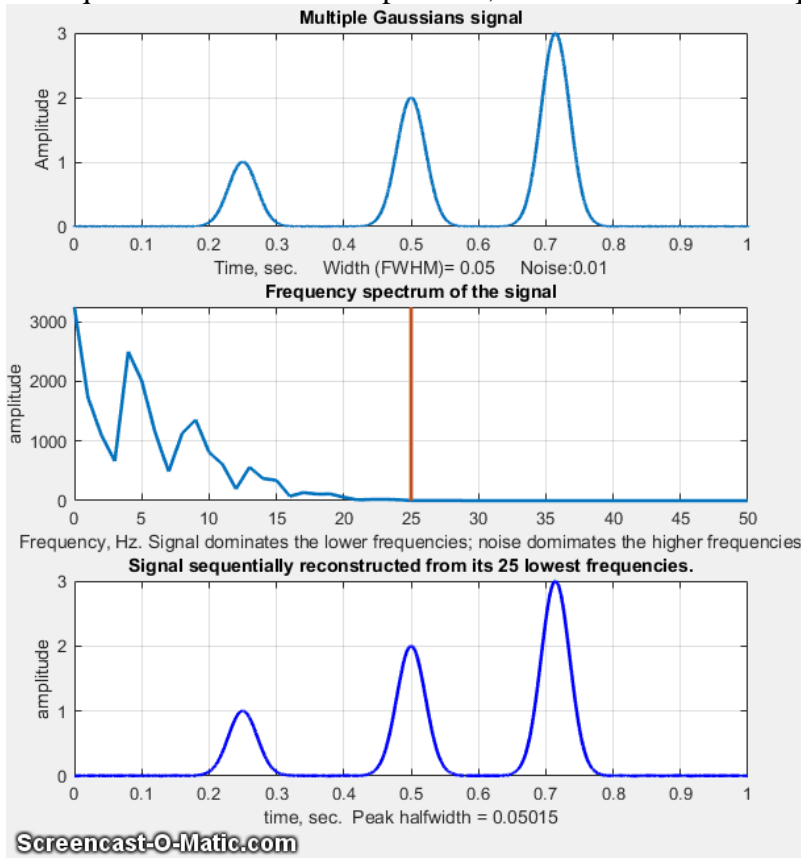 Multiple Gaussians signal
3
2
1
0
Amplitude
0 0.1 0.2 0.3 0.4 0.5 0.6 0.7 0.8 0.9 1
Time, sec. Width (FWHM)= 0.05 Noise:0.01
Frequency spectrum of the signal
3000
2000
1000
0
amplitude
0 5 10 15 20 25 30 35 40 45 50
Frequency, Hz. Signal dominates the lower frequencies; noise domimates the higher frequencies
Signal sequentially reconstructed from its 25 lowest frequencies.
3
2
1
0
amplitude
0 0.1 0.2 0.3 0.4 0.5 0.6 0.7 0.8 0.9 1
time, sec. Peak halfwidth = 0.05015
Screencast-O-Matic.com